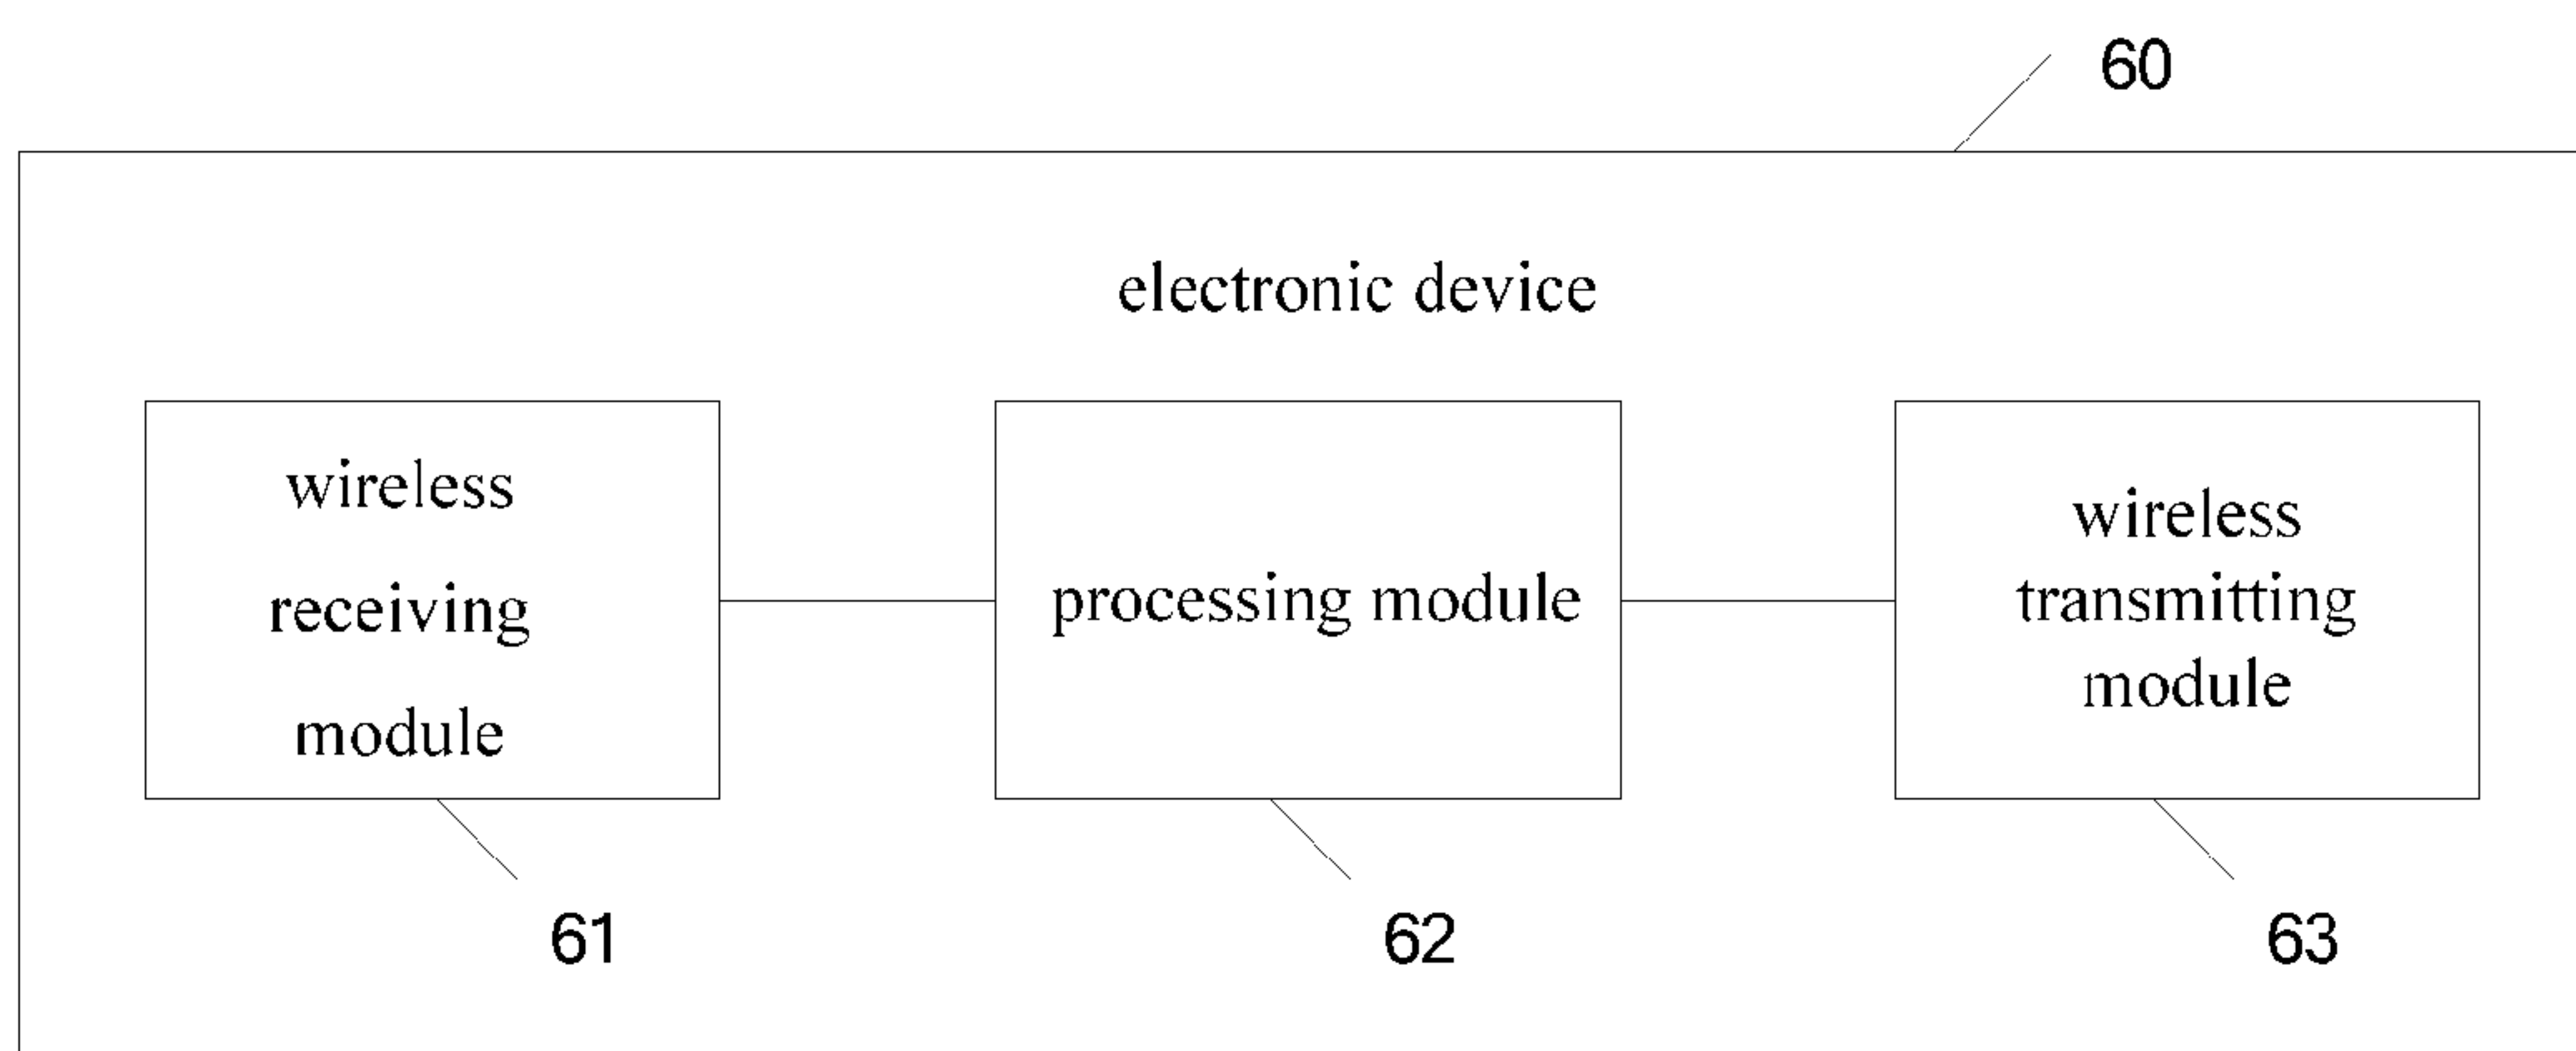 60
electronic device
wireless
receiving
module
processing module
wireless
transmitting
module
61
62
63